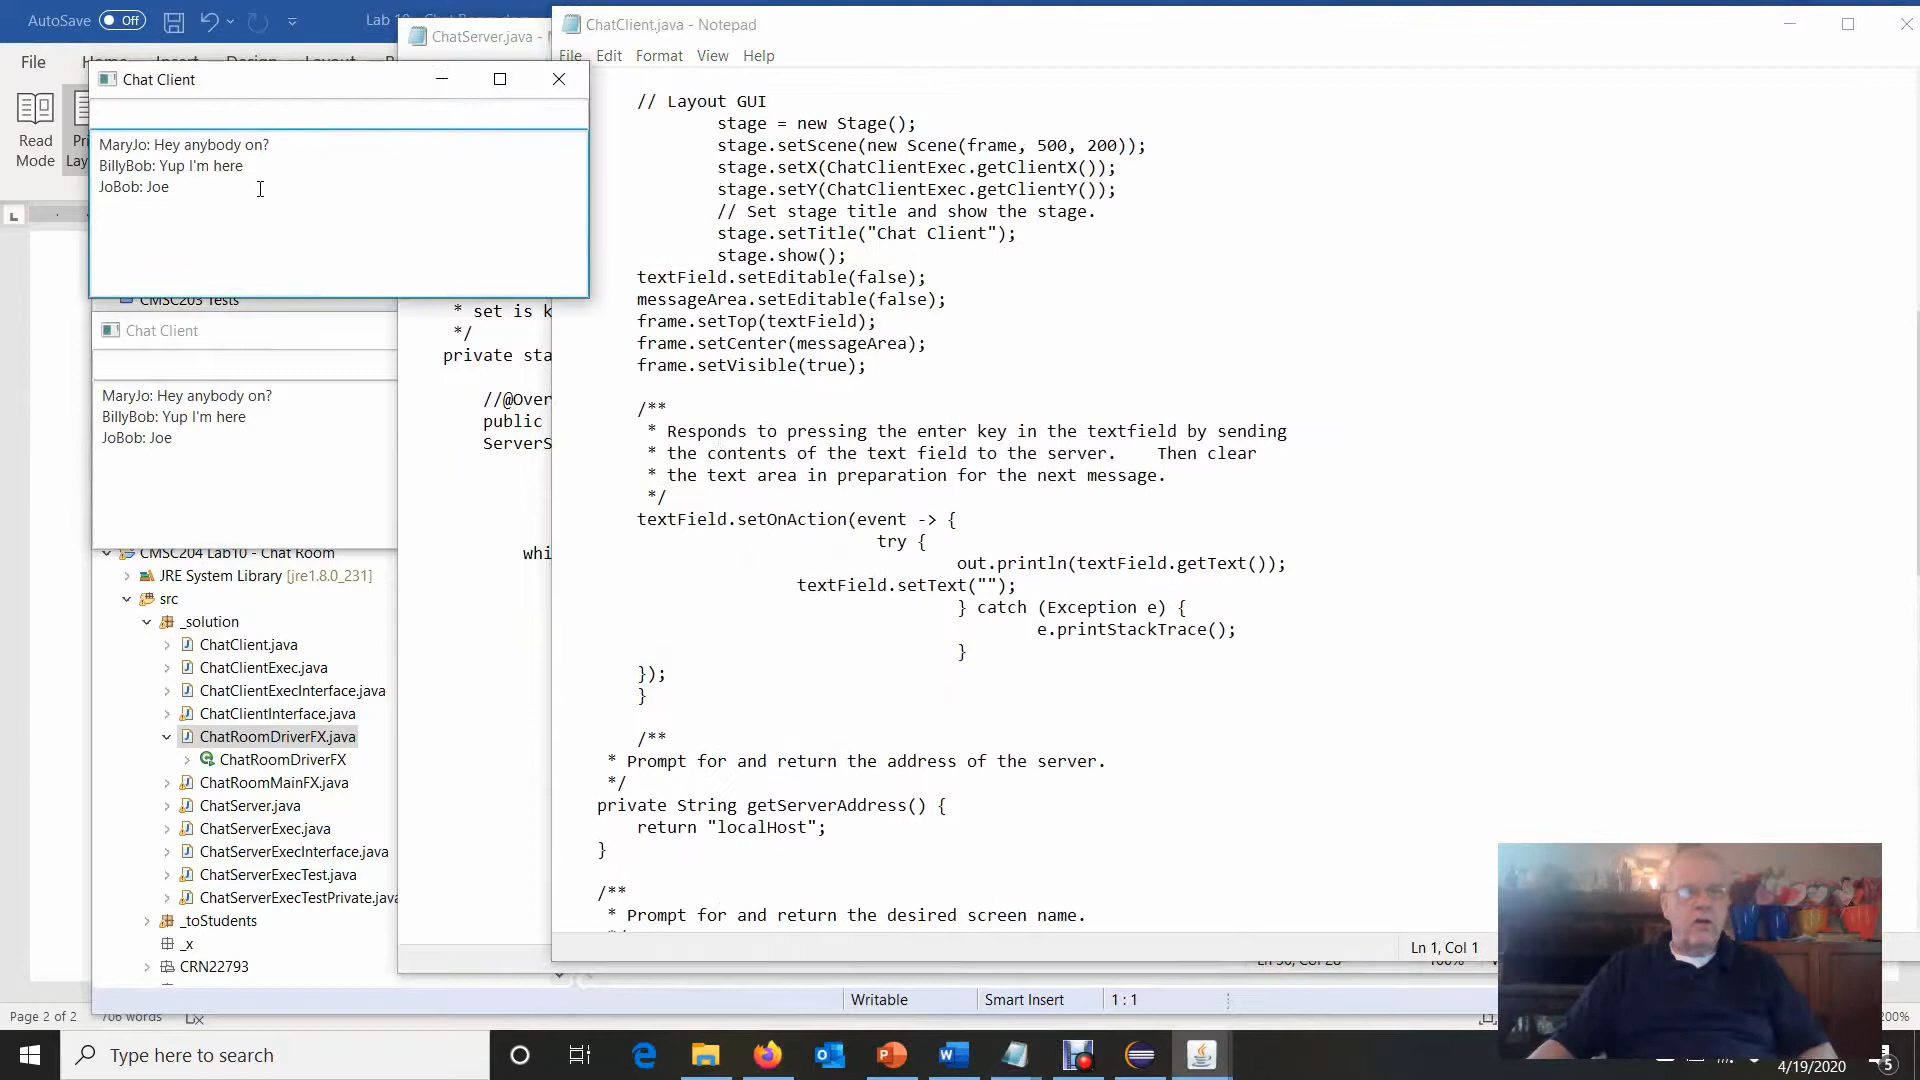 AutoSave Off
File
Read
Mode
ChatServer.java -
ChatClient.java - Notepad
File Edit Format View Help
Chat Client
MaryJo: Hey anybody on?
BillyBob: Yup I'm here
JoBob: Joe
CMSC203 Tests
Chat Client
MaryJo: Hey anybody on?
BillyBob: Yup I'm here
JoBob: Joe
CMSC204 Lab10 - Chat Room
JRE System Library [jre1.8.0_231]
src
_solution
ChatClient.java
ChatClientExec.java
ChatClientExecInterface.java
ChatClientInterface.java
ChatRoomDriverFX.java
ChatRoomDriverFX
ChatRoomMainFX.java
ChatServer.java
ChatServerExec.java
ChatServerExecInterface.java
ChatServerExecTest.java
ChatServerExecTestPrivate.java
_toStudents
_x
CRN22793
* set is k
*/
private sta
//@Over
public
ServerS
whi
// Layout GUI
stage = new Stage();
stage.setScene(new Scene(frame, 500, 200));
stage.setX(ChatClientExec.getClientX());
stage.setY(ChatClientExec.getClientY());
// Set stage title and show the stage.
stage.setTitle("Chat Client");
stage.show();
textField.setEditable(false);
messageArea.setEditable(false);
frame.setTop(textField);
frame.setCenter(messageArea);
frame.setVisible(true);
/**
* Responds to pressing the enter key in the textfield by sending
* the contents of the text field to the server. Then clear
* the text area in preparation for the next message.
*/
textField.setOnAction(event -> {
try {
out.println(textField.getText());
textField.setText("");
} catch (Exception e) {
e.printStackTrace();
}
});
}
/**
* Prompt for and return the address of the server.
*/
private String getServerAddress() {
return "localHost";
}
/**
* Prompt for and return the desired screen name.
Ln 1, Col 1
Writable Smart Insert 1 : 1
Page 2 of 2 706 words
200%
Type here to search
4/19/2020
5